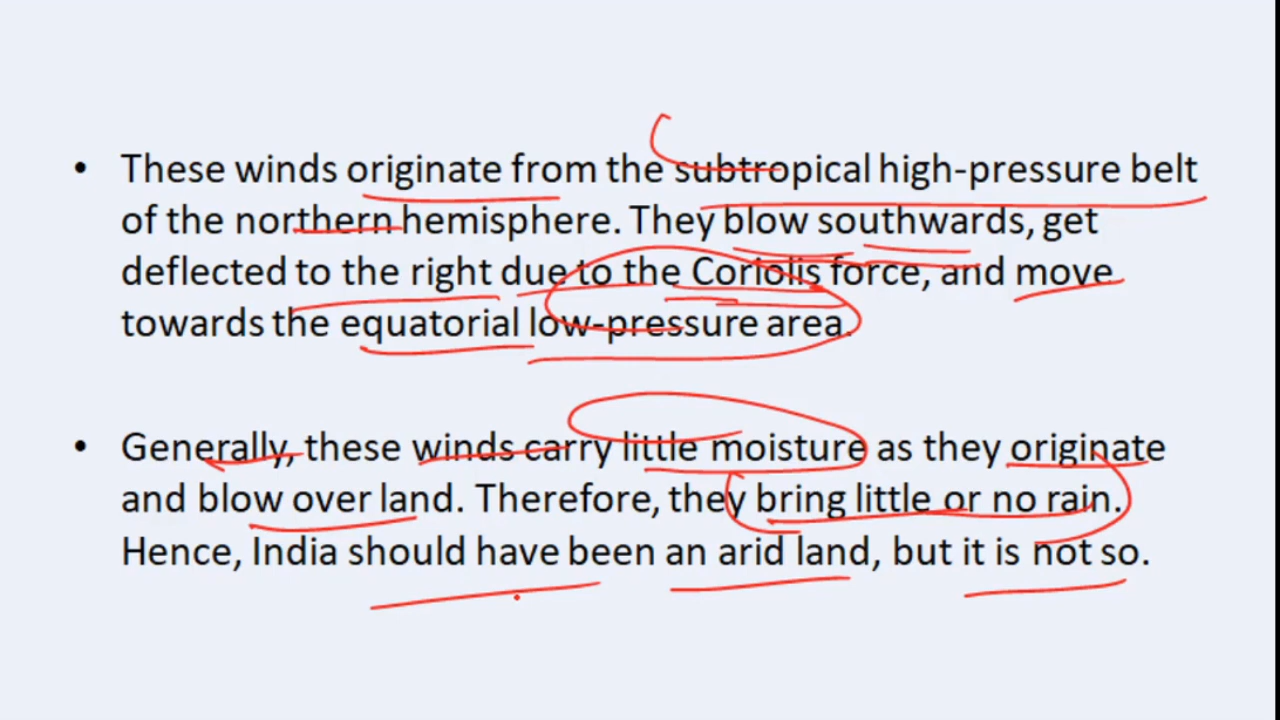 • These winds originate from the subtropical high-pressure belt
of the northern hemisphere. They blow southwards, get
deflected to the right due to the Coriolis force, and move
towards the equatorial low-pressure area.
• Generally, these winds carry little moisture as they originate
and blow over land. Therefore, they bring little or no rain.
Hence, India should have been an arid land, but it is not so.